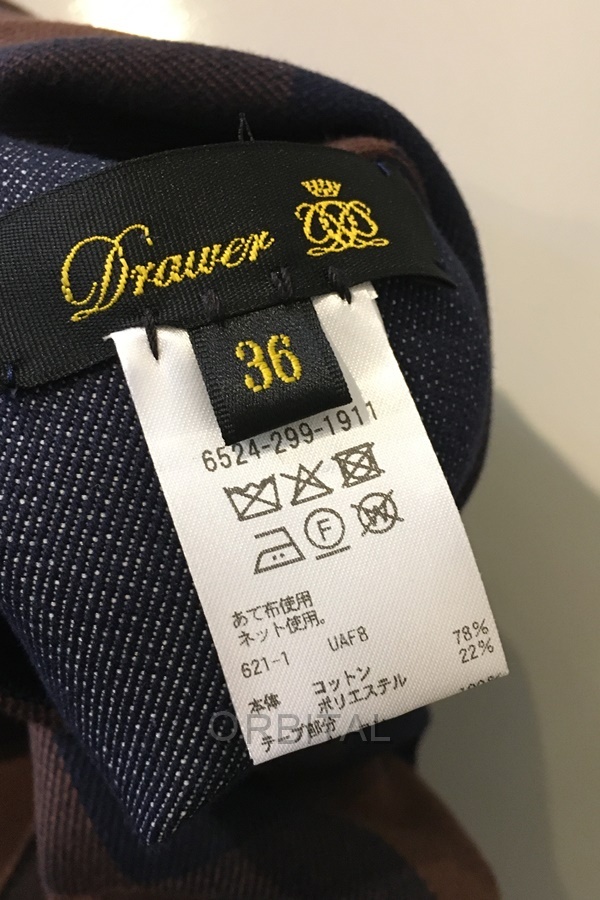 Drawer
36
6524-299-1911
F
W
あて布使用
ネット使用。
621-1 UAF8
本体 コットン 78%
ポリエステル 22%
テープ部分
ORBITAL